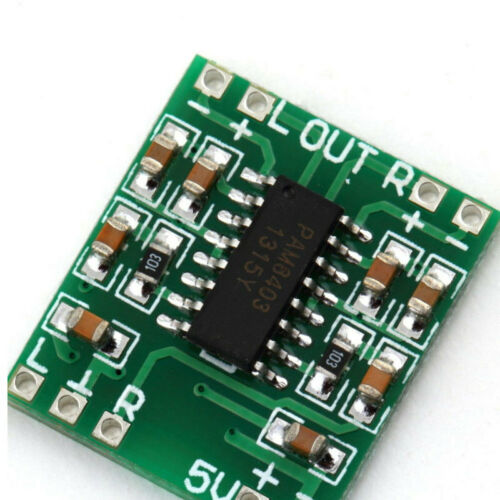 - + L OUT R + -
103
PAM8403
1315Y
103
L ⊥ R
5V + -